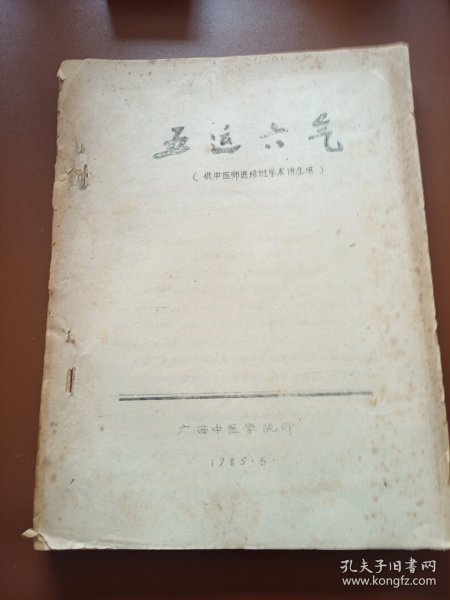 五运六气
(供中医师进修班学术讲座用)
广西中医学院印
1985.5.
孔夫子旧书网
www.kongfz.com